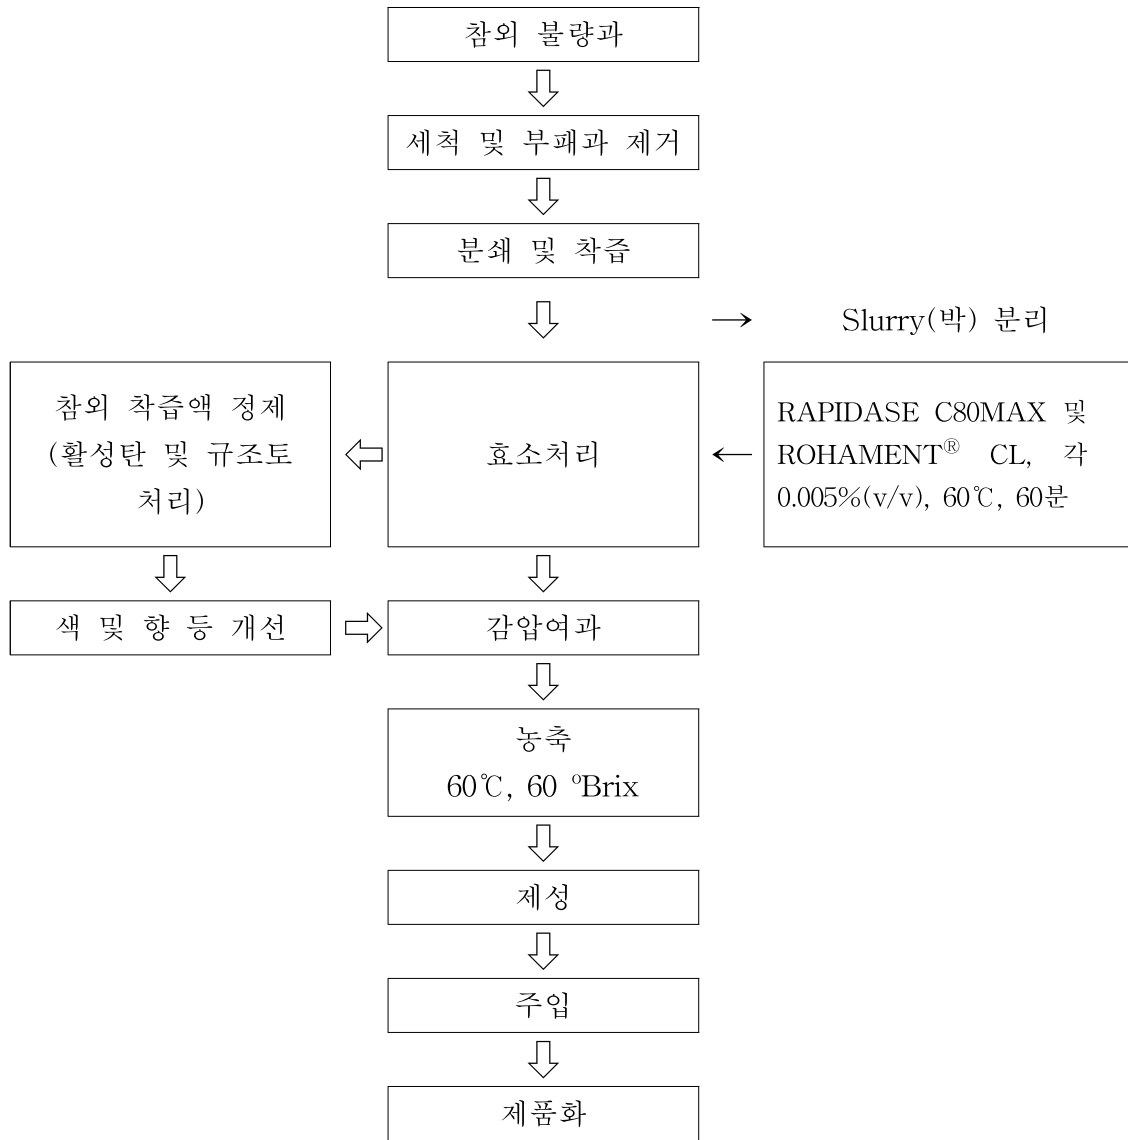 참외 불량과
세척 및 부패과 제거
분쇄 및 착즙
Slurry(박) 분리
참외 착즙액 정제
(활성탄 및 규조토
처리)
효소처리
RAPIDASE C80MAX 및
ROHAMENT® CL, 각
0.005%(v/v), 60℃, 60분
색 및 향 등 개선
감압여과
농축
60℃, 60 °Brix
제성
주입
제품화